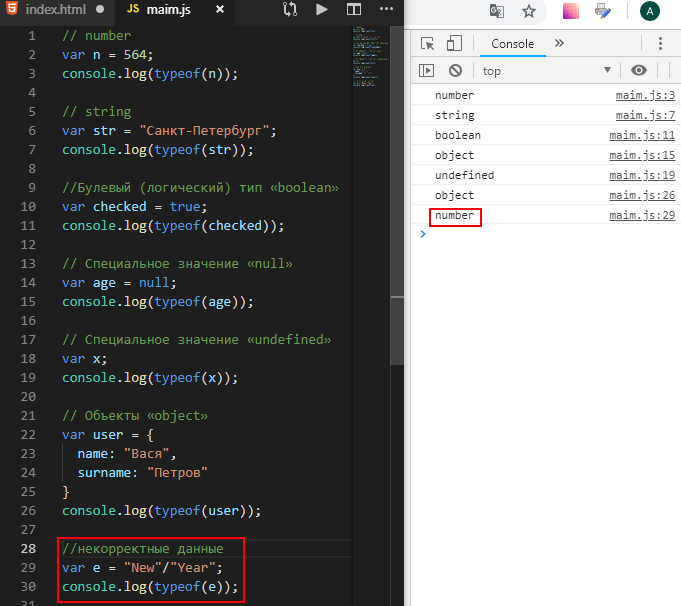 index.html
JS maim.js
1 // number
2 var n = 564;
3 console.log(typeof(n));
4
5 // string
6 var str = "Санкт-Петербург";
7 console.log(typeof(str));
8
9 //Булевый (логический) тип «boolean»
10 var checked = true;
11 console.log(typeof(checked));
12
13 // Специальное значение «null»
14 var age = null;
15 console.log(typeof(age));
16
17 // Специальное значение «undefined»
18 var x;
19 console.log(typeof(x));
20
21 // Объекты «object»
22 var user = {
23 name: "Вася",
24 surname: "Петров"
25 }
26 console.log(typeof(user));
27
28 //некорректные данные
29 var e = "New"/"Year";
30 console.log(typeof(e));
31
A
Console
top
number maim.js:3
string maim.js:7
boolean maim.js:11
object maim.js:15
undefined maim.js:19
object maim.js:26
number maim.js:29